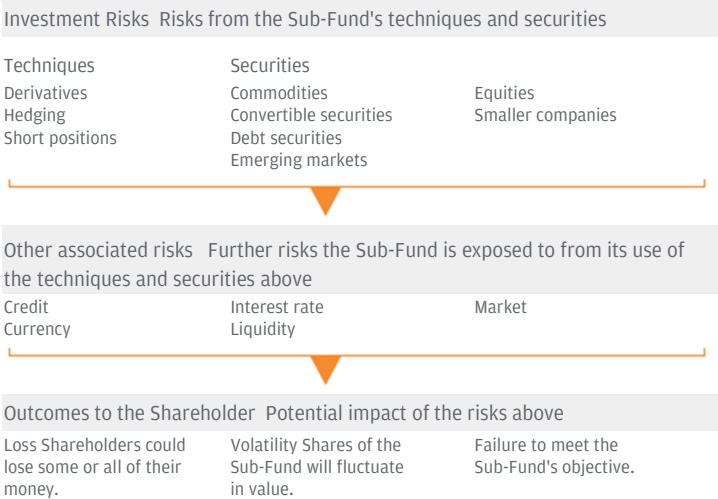 Investment Risks Risks from the Sub-Fund's techniques and securities
Techniques
Derivatives
Hedging
Short positions
Securities
Commodities
Convertible securities
Debt securities
Emerging markets
Equities
Smaller companies
Other associated risks Further risks the Sub-Fund is exposed to from its use of
the techniques and securities above
Credit
Currency
Interest rate
Liquidity
Market
Outcomes to the Shareholder Potential impact of the risks above
Loss Shareholders could
lose some or all of their
money.
Volatility Shares of the
Sub-Fund will fluctuate
in value.
Failure to meet the
Sub-Fund's objective.